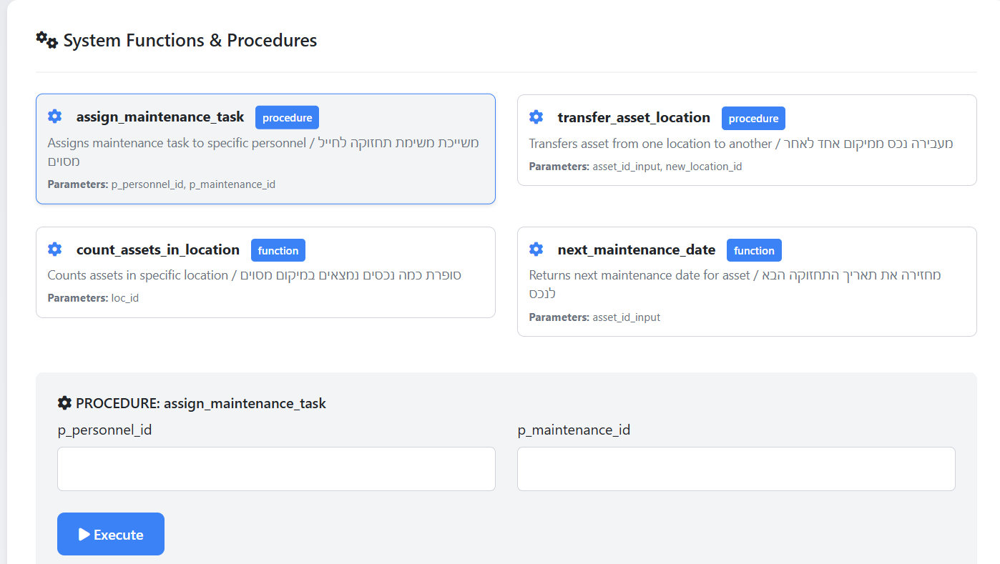 System Functions & Procedures
assign_maintenance_task procedure
Assigns maintenance task to specific personnel / משייכת משימת תחזוקה לחייל
מסוים
Parameters: p_personnel_id, p_maintenance_id
transfer_asset_location procedure
Transfers asset from one location to another / מעבירה נכס ממיקום אחד לאחר
Parameters: asset_id_input, new_location_id
count_assets_in_location function
Counts assets in specific location / סופרת כמה נכסים נמצאים במיקום מסוים
Parameters: loc_id
next_maintenance_date function
Returns next maintenance date for asset / מחזירה את תאריך התחזוקה הבא
לנכס
Parameters: asset_id_input
PROCEDURE: assign_maintenance_task
p_personnel_id
p_maintenance_id
Execute